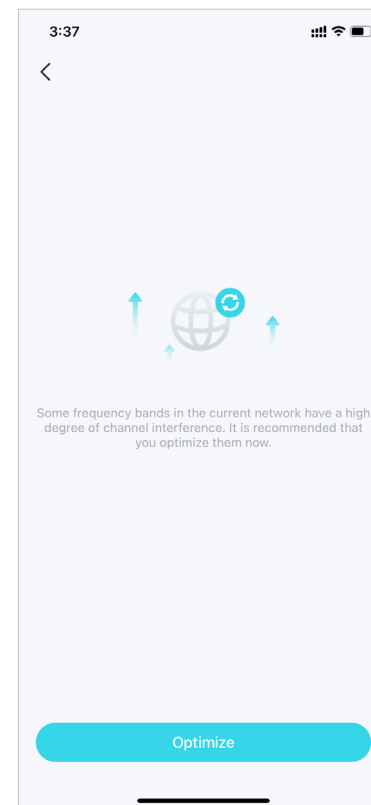 3:37
Some frequency bands in the current network have a high
degree of channel interference. It is recommended that
you optimize them now.
Optimize